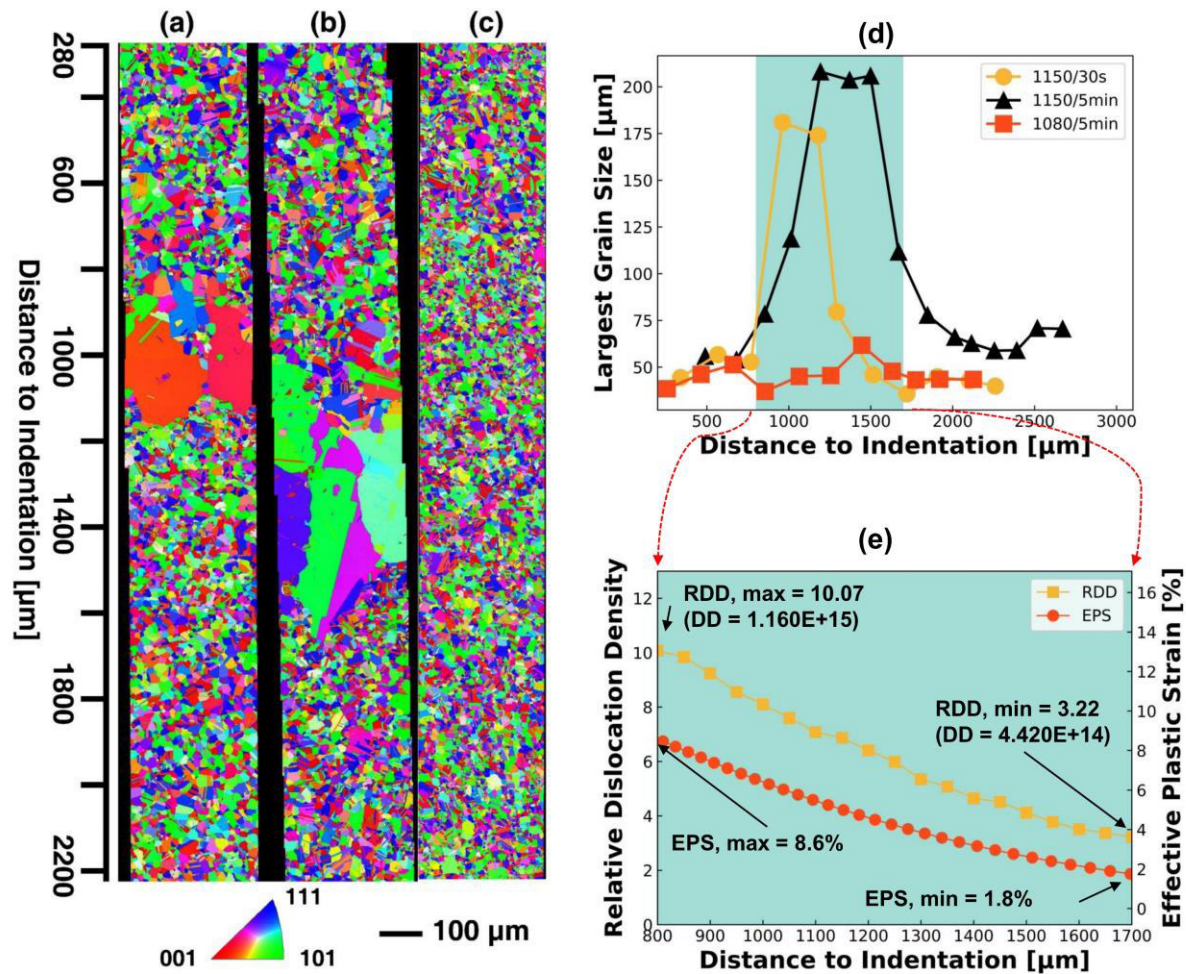 (a)
(b)
(c)
280
600
1000
1400
1800
2200
Distance to Indentation [µm]
111
001
101
100 µm
(d)
Largest Grain Size [µm]
200
175
150
125
100
75
50
1150/30s
1150/5min
1080/5min
500
1000
1500
2000
2500
3000
Distance to Indentation [µm]
(e)
Relative Dislocation Density
12
10
8
6
4
2
0
RDD, max = 10.07
(DD = 1.160E+15)
RDD
EPS
RDD, min = 3.22
(DD = 4.420E+14)
EPS, max = 8.6%
EPS, min = 1.8%
16
14
12
10
8
6
4
2
0
Effective Plastic Strain [%]
800
900
1000
1100
1200
1300
1400
1500
1600
1700
Distance to Indentation [µm]